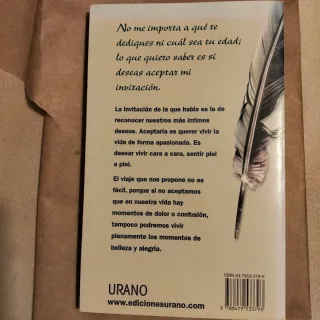 No me importa a qué te
dediques ni cuál sea tu edad;
lo que quiero saber es si
deseas aceptar mi
invitación.
La invitación de la que habla es la de
reconocer nuestros más íntimos
deseos. Aceptarla es querer vivir la
vida de forma apasionada. Es
desear vivir cara a cara, sentir piel
a piel.
El viaje que nos propone no es
fácil, porque si no aceptamos
que en nuestra vida hay
momentos de dolor o confusión,
tampoco podremos vivir
plenamente los momentos de
belleza y alegría.
URANO
www.edicionesurano.com